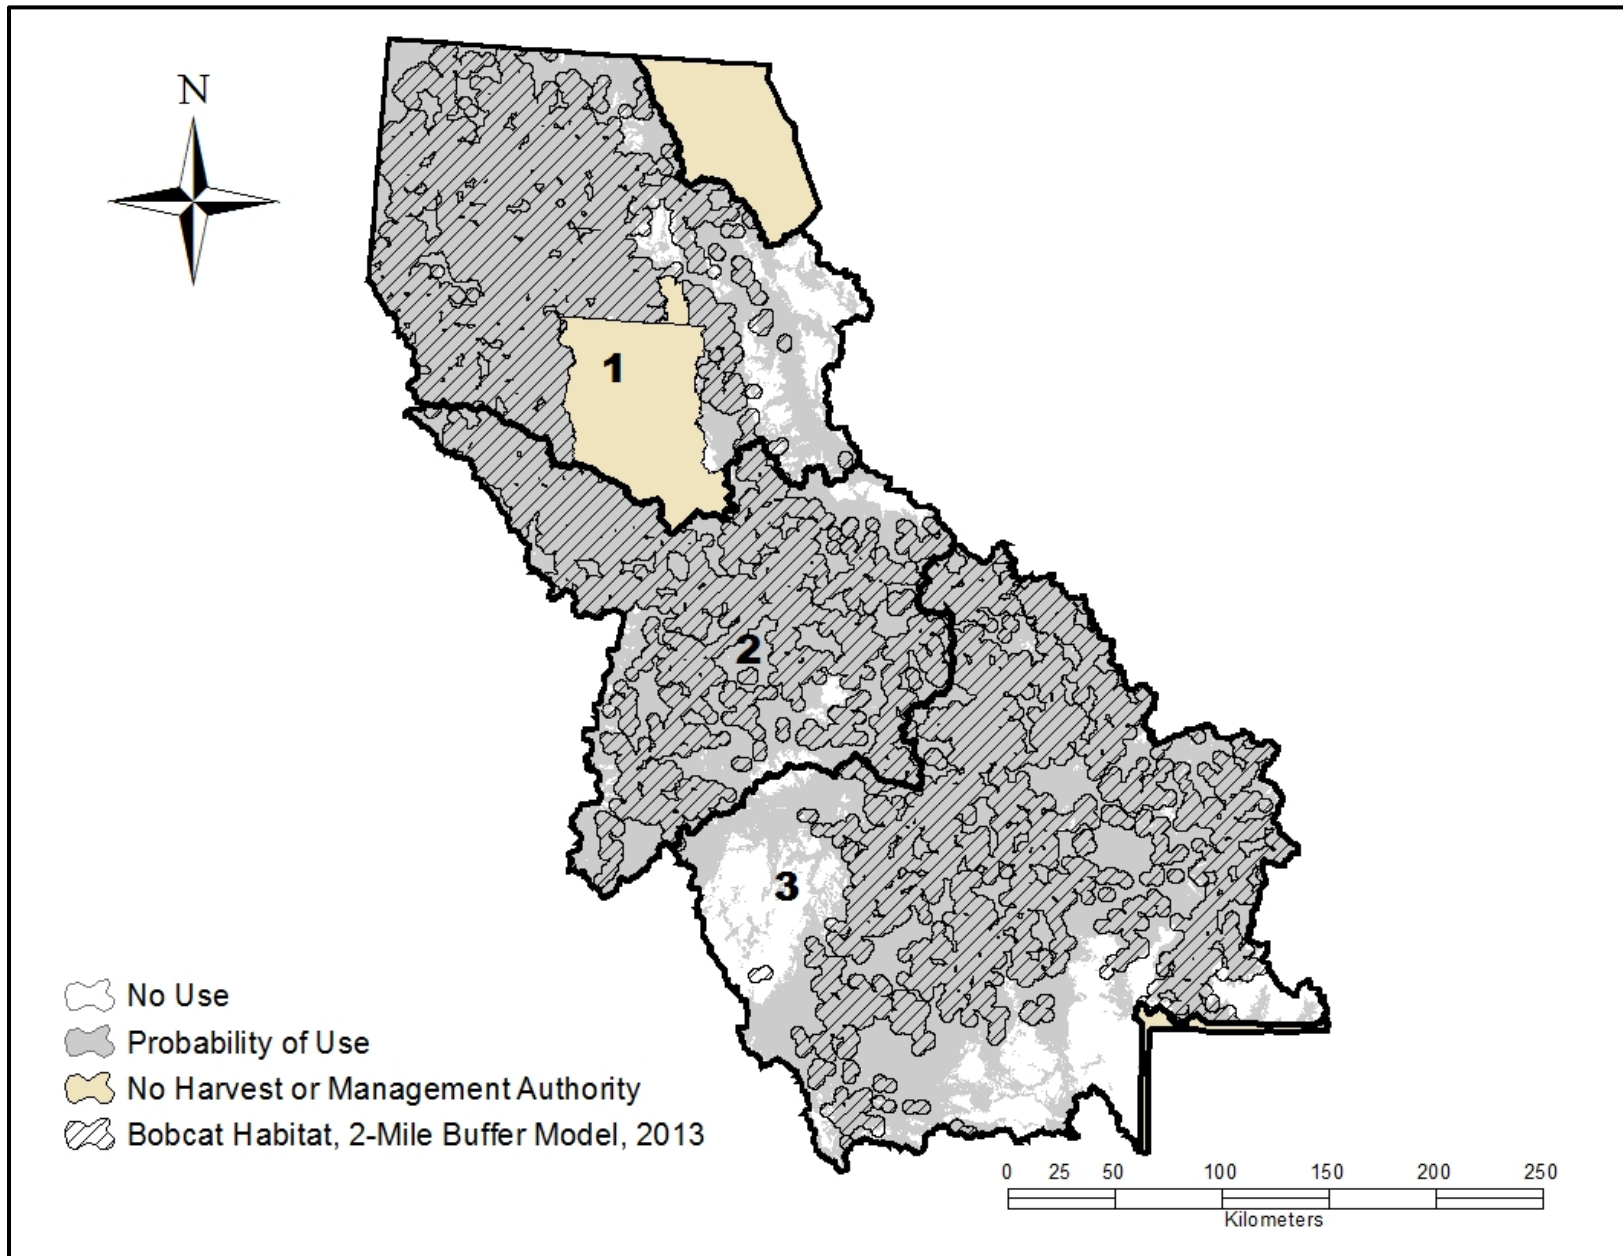 N
1
2
3
No Use
Probability of Use
No Harvest or Management Authority
Bobcat Habitat, 2-Mile Buffer Model, 2013
0 25 50 100 150 200 250
Kilometers